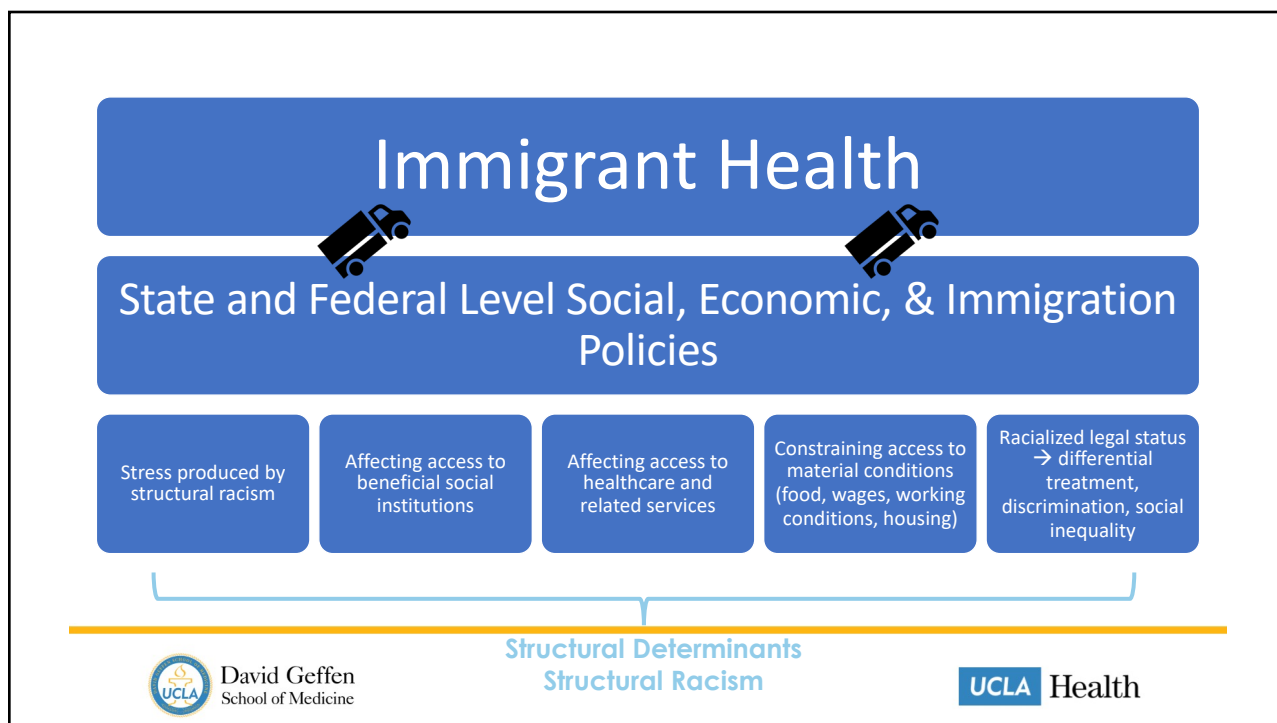 Immigrant Health
State and Federal Level Social, Economic, & Immigration
Policies
Stress produced by
structural racism
Affecting access to
beneficial social
institutions
Affecting access to
healthcare and
related services
Constraining access to
material conditions
(food, wages, working
conditions, housing)
Racialized legal status
→ differential
treatment,
discrimination, social
inequality
Structural Determinants
Structural Racism
UCLA
David Geffen
School of Medicine
UCLA Health